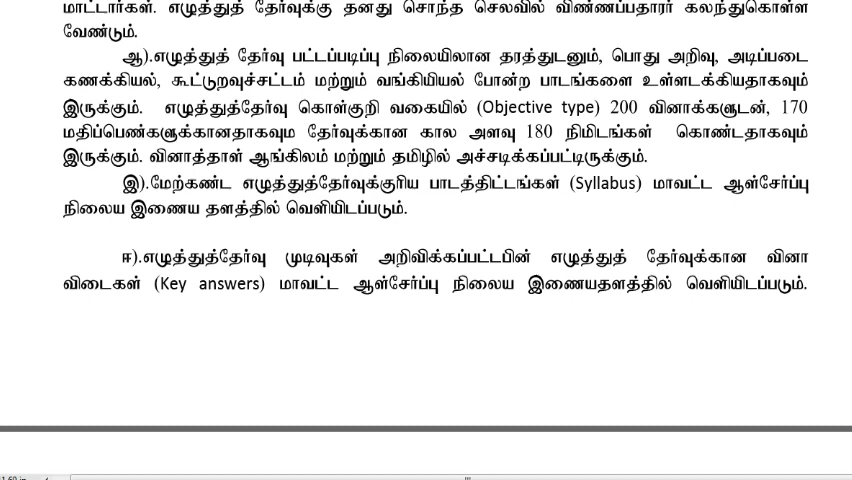 மாட்டார்கள். எழுத்துத் தேர்வுக்கு தனது சொந்த செலவில் விண்ணப்பதாரர் கலந்துகொள்ள
வேண்டும்.
ஆ).எழுத்துத் தேர்வு பட்டப்படிப்பு நிலையிலான தரத்துடனும், பொது அறிவு, அடிப்படை
கணக்கியல், கூட்டுறவுச்சட்டம் மற்றும் வங்கியியல் போன்ற பாடங்களை உள்ளடக்கியதாகவும்
இருக்கும். எழுத்துத்தேர்வு கொள்குறி வகையில் (Objective type) 200 வினாக்களுடன், 170
மதிப்பெண்களுக்கானதாகவும தேர்வுக்கான கால அளவு 180 நிமிடங்கள் கொண்டதாகவும்
இருக்கும். வினாத்தாள் ஆங்கிலம் மற்றும் தமிழில் அச்சடிக்கப்பட்டிருக்கும்.
இ).மேற்கண்ட எழுத்துத்தேர்வுக்குரிய பாடத்திட்டங்கள் (Syllabus) மாவட்ட ஆள்சேர்ப்பு
நிலைய இணைய தளத்தில் வெளியிடப்படும்.
ஈ).எழுத்துத்தேர்வு முடிவுகள் அறிவிக்கப்பட்டபின் எழுத்துத் தேர்வுக்கான வினா
விடைகள் (Key answers) மாவட்ட ஆள்சேர்ப்பு நிலைய இணையதளத்தில் வெளியிடப்படும்.